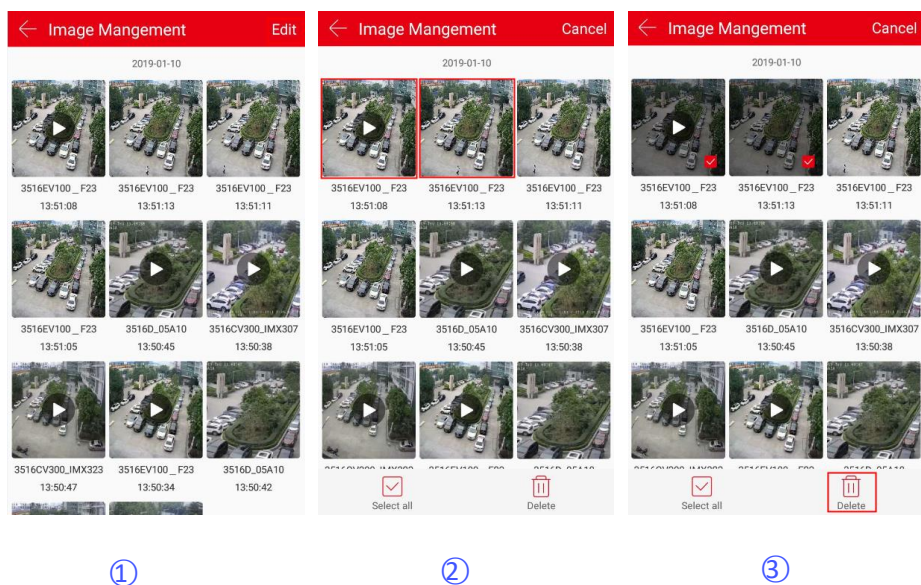 Image Mangement Edit
2019-01-10
3516EV100 _ F23 3516EV100 _ F23 3516EV100 _ F23
13:51:08 13:51:13 13:51:11
3516EV100 _ F23 3516D_05A10 3516CV300_IMX307
13:51:05 13:50:45 13:50:38
3516CV300_IMX323 3516EV100 _ F23 3516D_05A10
13:50:47 13:50:34 13:50:42
①
Image Mangement Cancel
2019-01-10
3516EV100 _ F23 3516EV100 _ F23 3516EV100 _ F23
13:51:08 13:51:13 13:51:11
3516EV100 _ F23 3516D_05A10 3516CV300_IMX307
13:51:05 13:50:45 13:50:38
Select all Delete
②
Image Mangement Cancel
2019-01-10
3516EV100 _ F23 3516EV100 _ F23 3516EV100 _ F23
13:51:08 13:51:13 13:51:11
3516EV100 _ F23 3516D_05A10 3516CV300_IMX307
13:51:05 13:50:45 13:50:38
Select all Delete
③